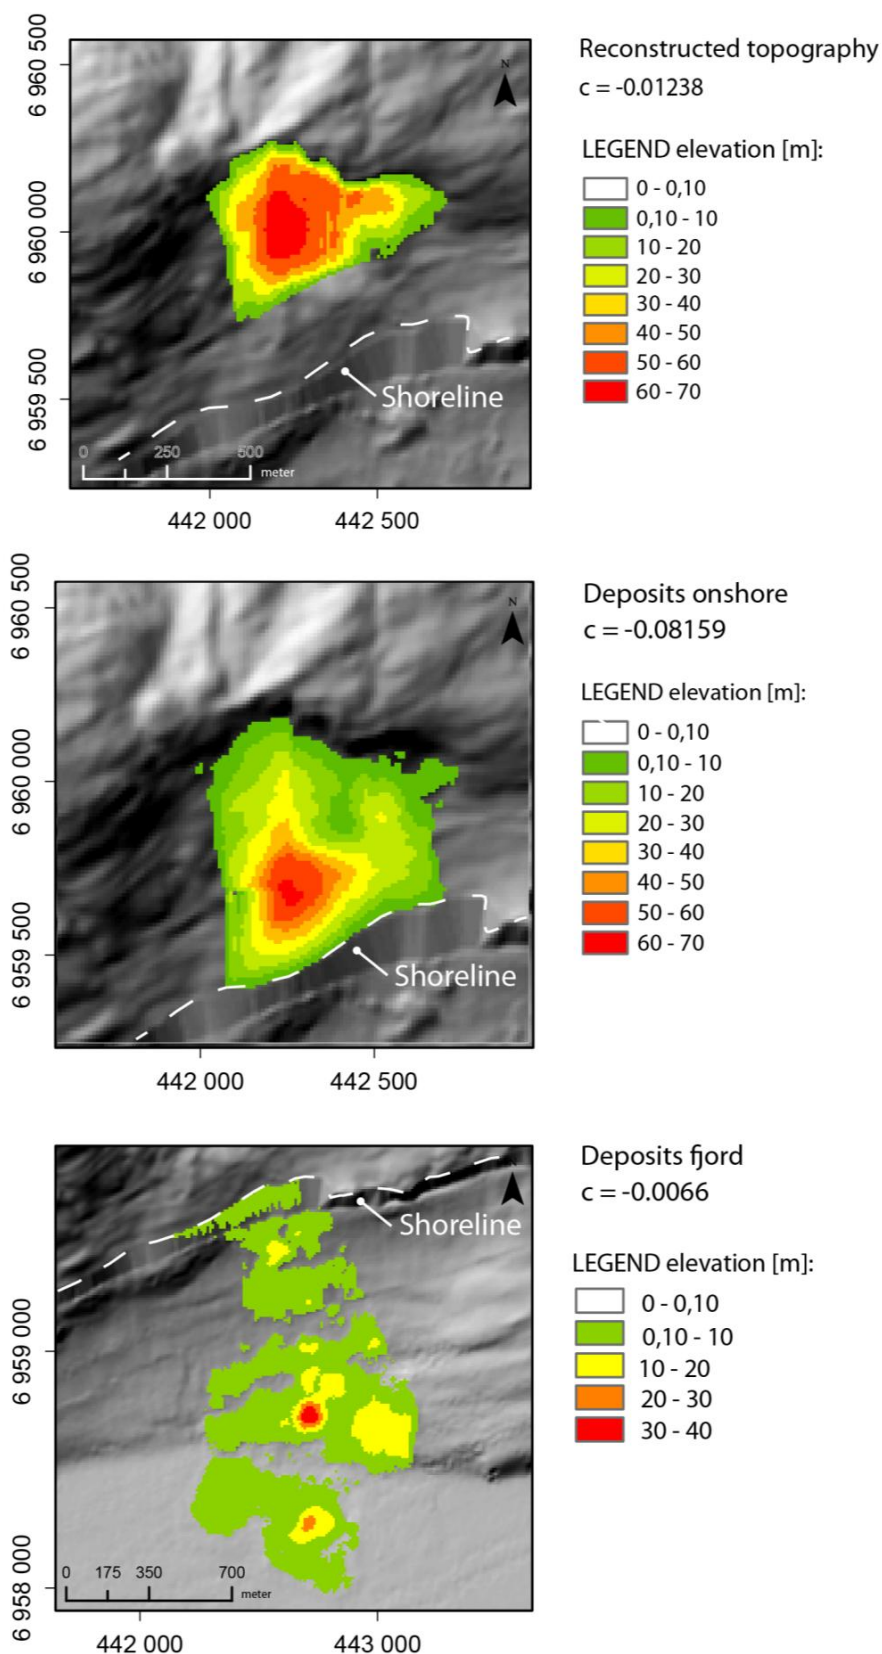 Reconstructed topography
c = -0.01238
LEGEND elevation [m]:
0 - 0,10
0,10 - 10
10 - 20
20 - 30
30 - 40
40 - 50
50 - 60
60 - 70
N
6 960 500
6 960 000
6 959 500
Shoreline
0 250 500
meter
442 000 442 500
Deposits onshore
c = -0.08159
LEGEND elevation [m]:
0 - 0,10
0,10 - 10
10 - 20
20 - 30
30 - 40
40 - 50
50 - 60
60 - 70
N
6 960 500
6 960 000
6 959 500
Shoreline
442 000 442 500
Deposits fjord
c = -0.0066
LEGEND elevation [m]:
0 - 0,10
0,10 - 10
10 - 20
20 - 30
30 - 40
Shoreline
6 959 000
6 958 000
0 175 350 700
meter
442 000 443 000